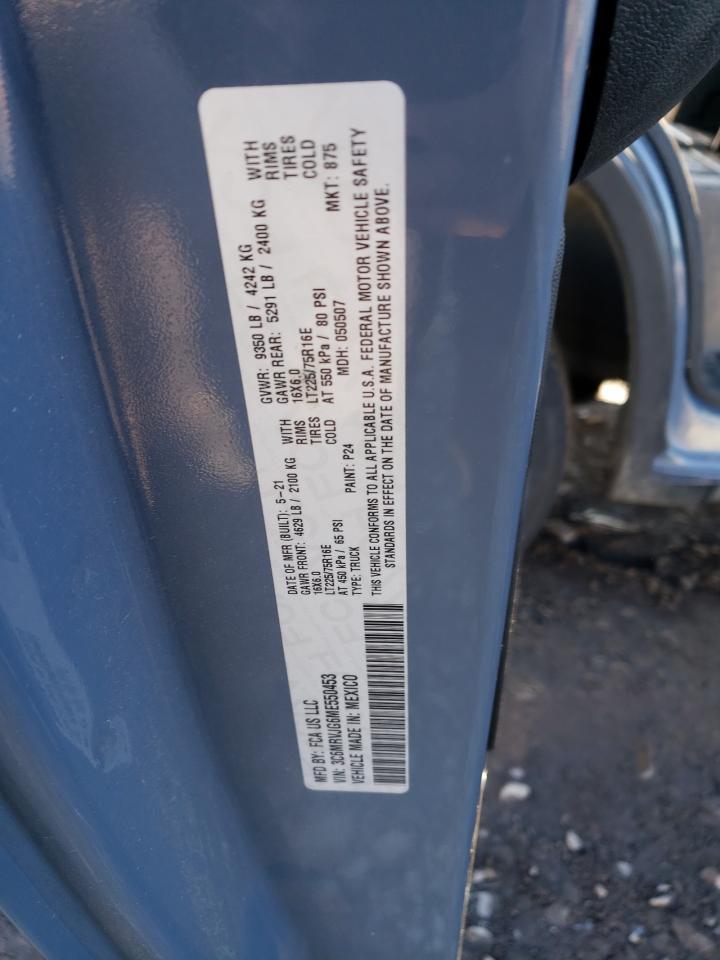 MFD BY: FCA US LLC
DATE OF MFR (BUILT): 5-21
GVWR: 9350 LB / 4242 KG
GAWR FRONT: 4629 LB / 2100 KG WITH
16X6.0 RIMS
LT225/75R16E TIRES
AT 450 kPa / 65 PSI COLD
GAWR REAR: 5291 LB / 2400 KG WITH
16X6.0 RIMS
LT225/75R16E TIRES
AT 550 kPa / 80 PSI COLD
VIN: 3C6MRVJG6ME550453
TYPE: TRUCK
PAINT: P24
MDH: 050507
MKT: 875
VEHICLE MADE IN: MEXICO
THIS VEHICLE CONFORMS TO ALL APPLICABLE U.S.A. FEDERAL MOTOR VEHICLE SAFETY
STANDARDS IN EFFECT ON THE DATE OF MANUFACTURE SHOWN ABOVE.